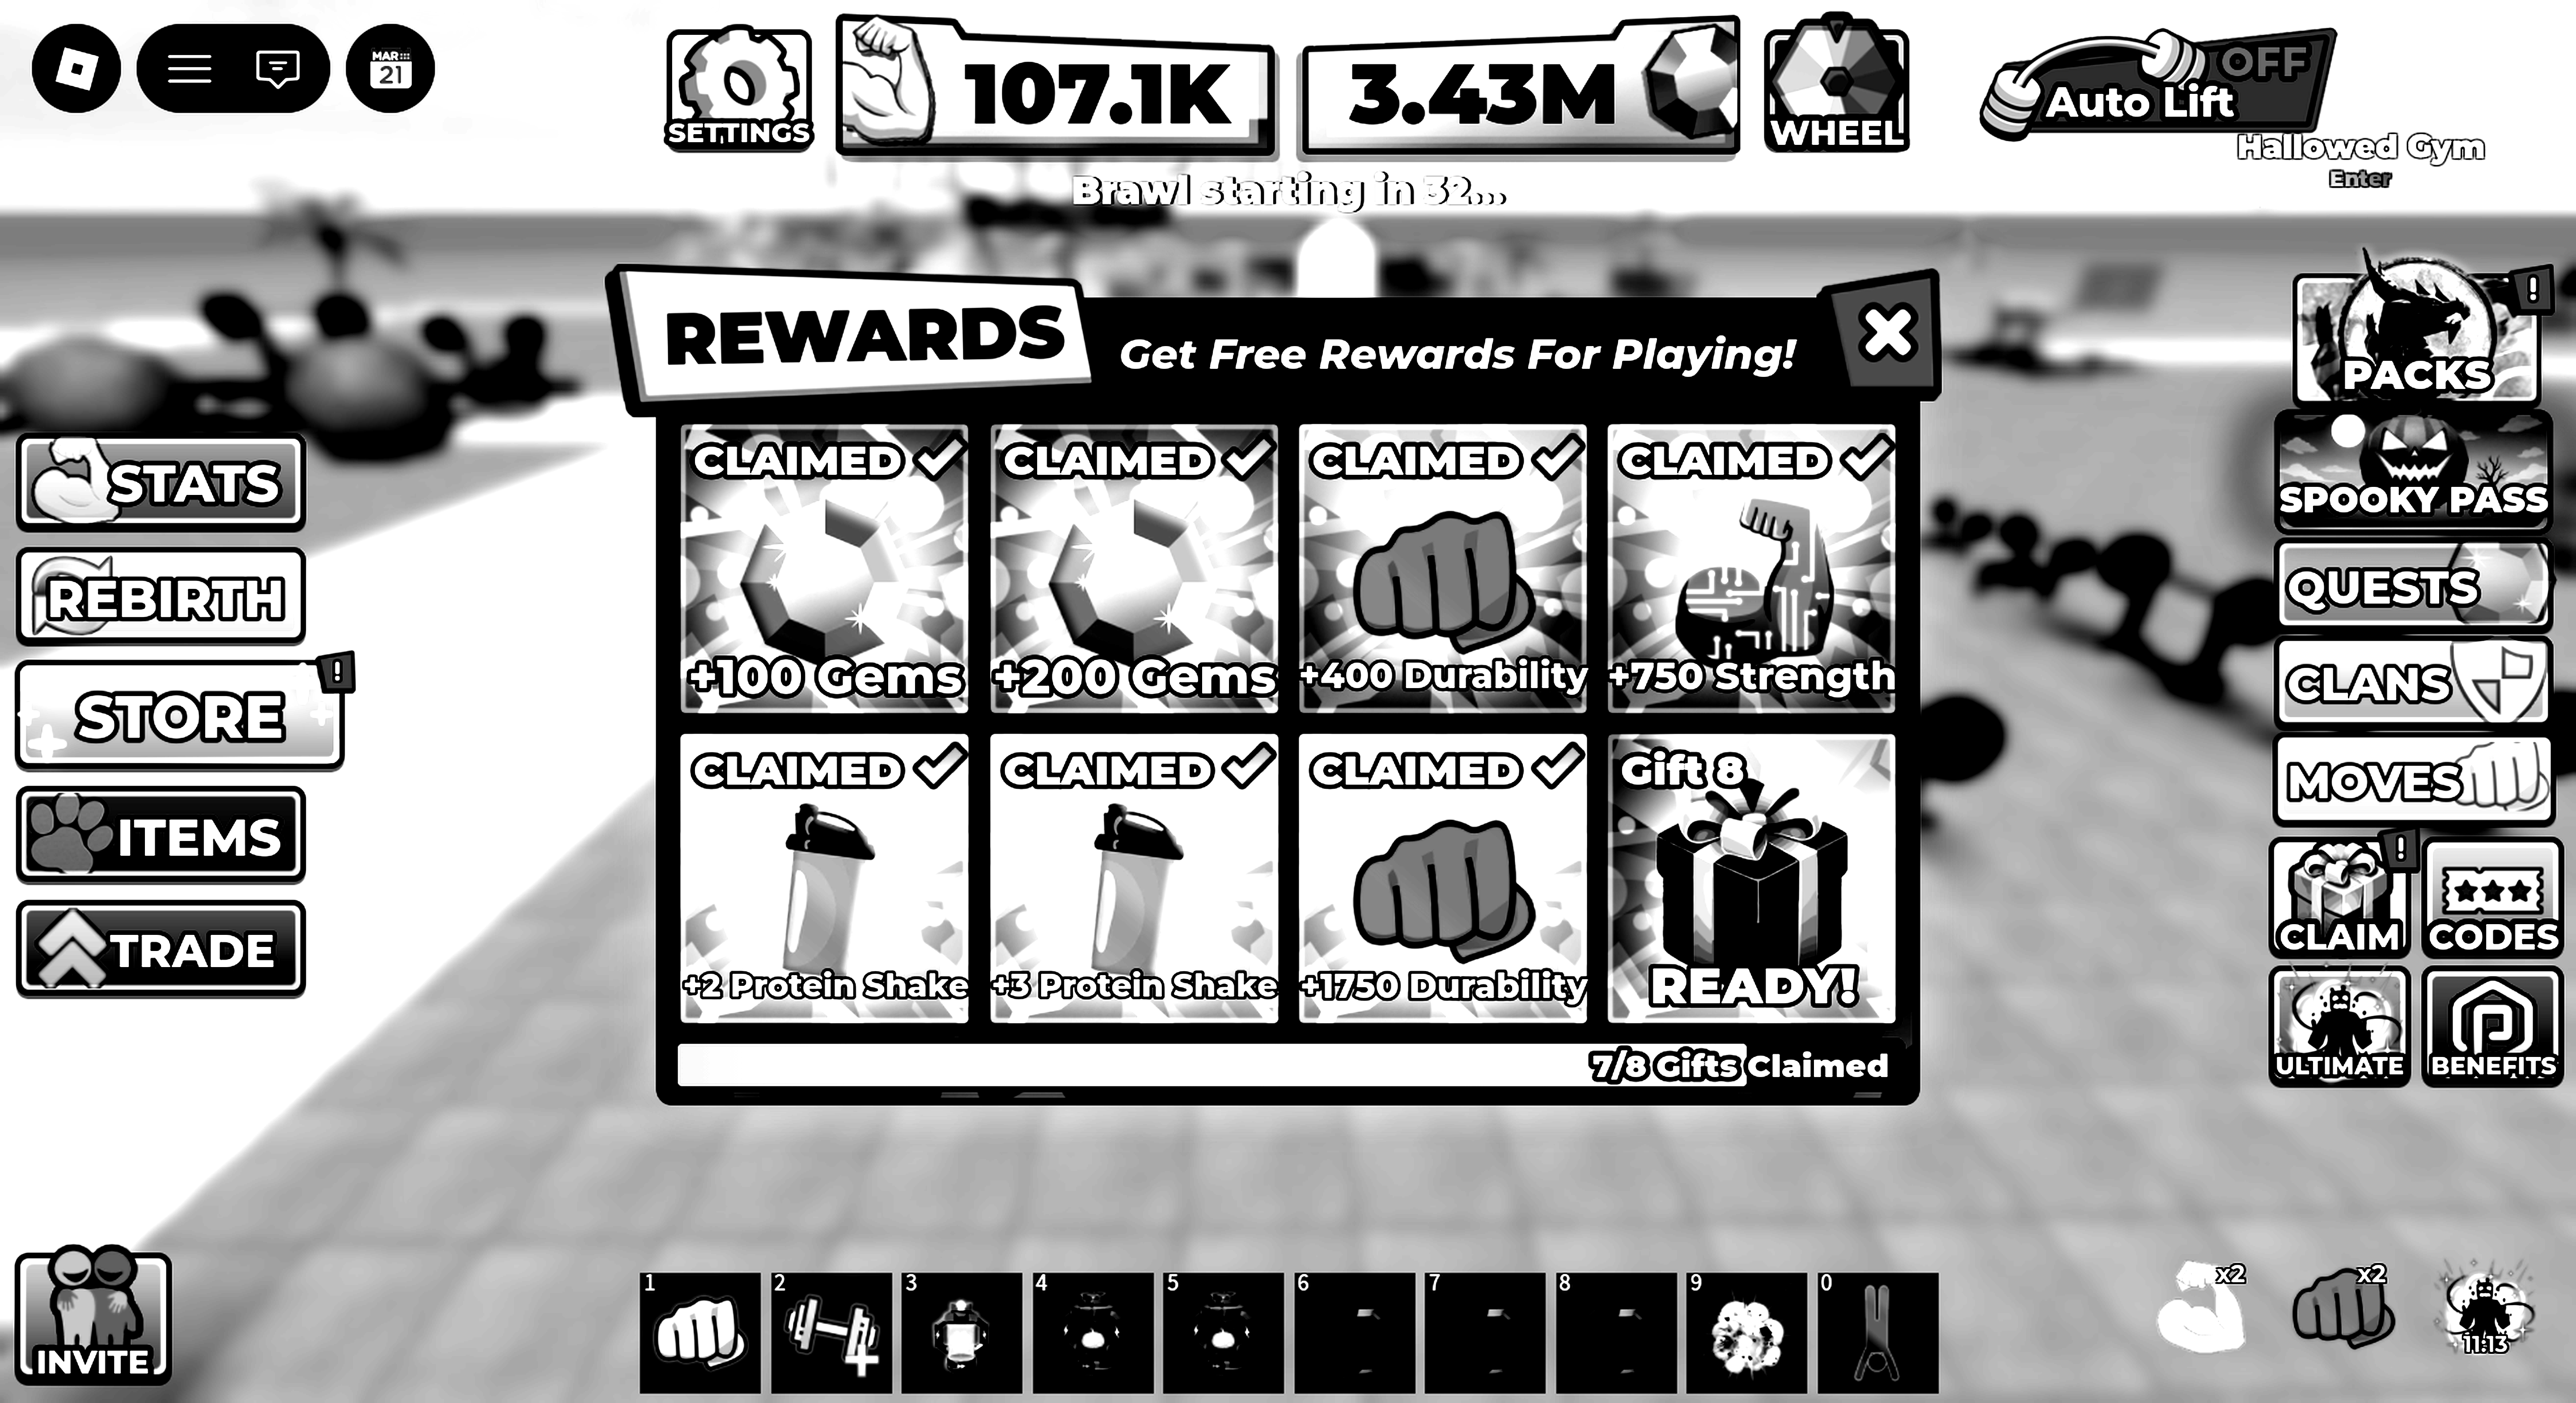 MAR
21
SETTINGS
107.1K
3.43M
WHEEL
OFF
Auto Lift
Hallowed Gym
Enter
Brawl starting in 32...
REWARDS
Get Free Rewards For Playing!
CLAIMED
+100 Gems
CLAIMED
+200 Gems
CLAIMED
+400 Durability
CLAIMED
+750 Strength
CLAIMED
+2 Protein Shake
CLAIMED
+3 Protein Shake
CLAIMED
+1750 Durability
Gift 8
READY!
7/8 Gifts Claimed
STATS
REBIRTH
!
STORE
ITEMS
TRADE
INVITE
!
PACKS
SPOOKY PASS
QUESTS
CLANS
MOVES
!
CLAIM
CODES
ULTIMATE
BENEFITS
1
2
3
4
5
6
7
8
9
0
x2
x2
11:13